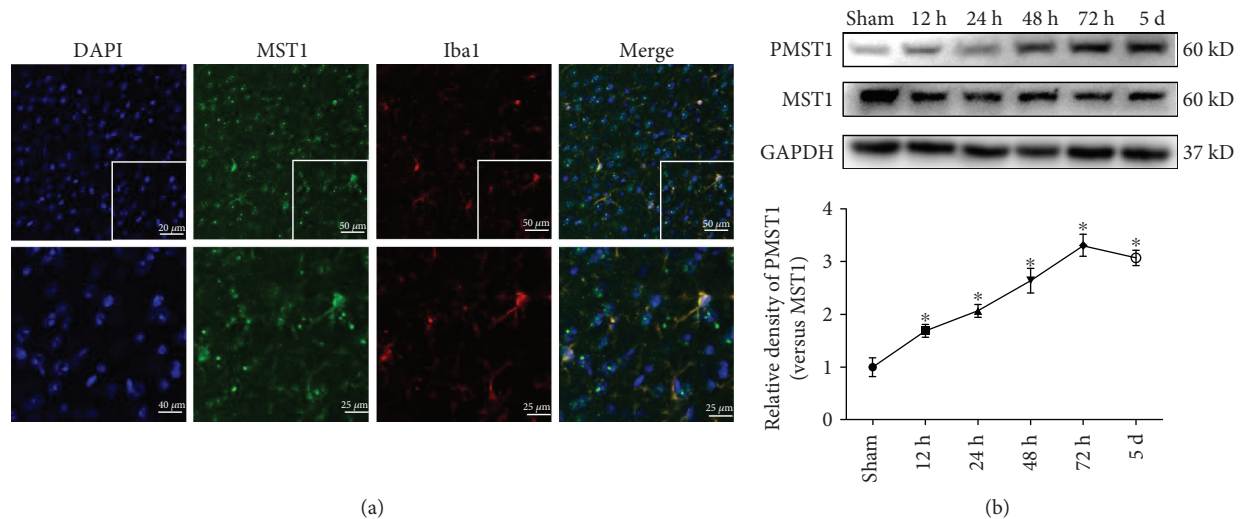 DAPI MST1 Iba1 Merge
20 μm 50 μm 50 μm 50 μm
40 μm 25 μm 25 μm 25 μm
(a)
Sham 12 h 24 h 48 h 72 h 5 d
PMST1 60 kD
MST1 60 kD
GAPDH 37 kD
Relative density of PMST1
(versus MST1)
4
3
2
1
0
* * * * *
Sham 12 h 24 h 48 h 72 h 5 d
(b)